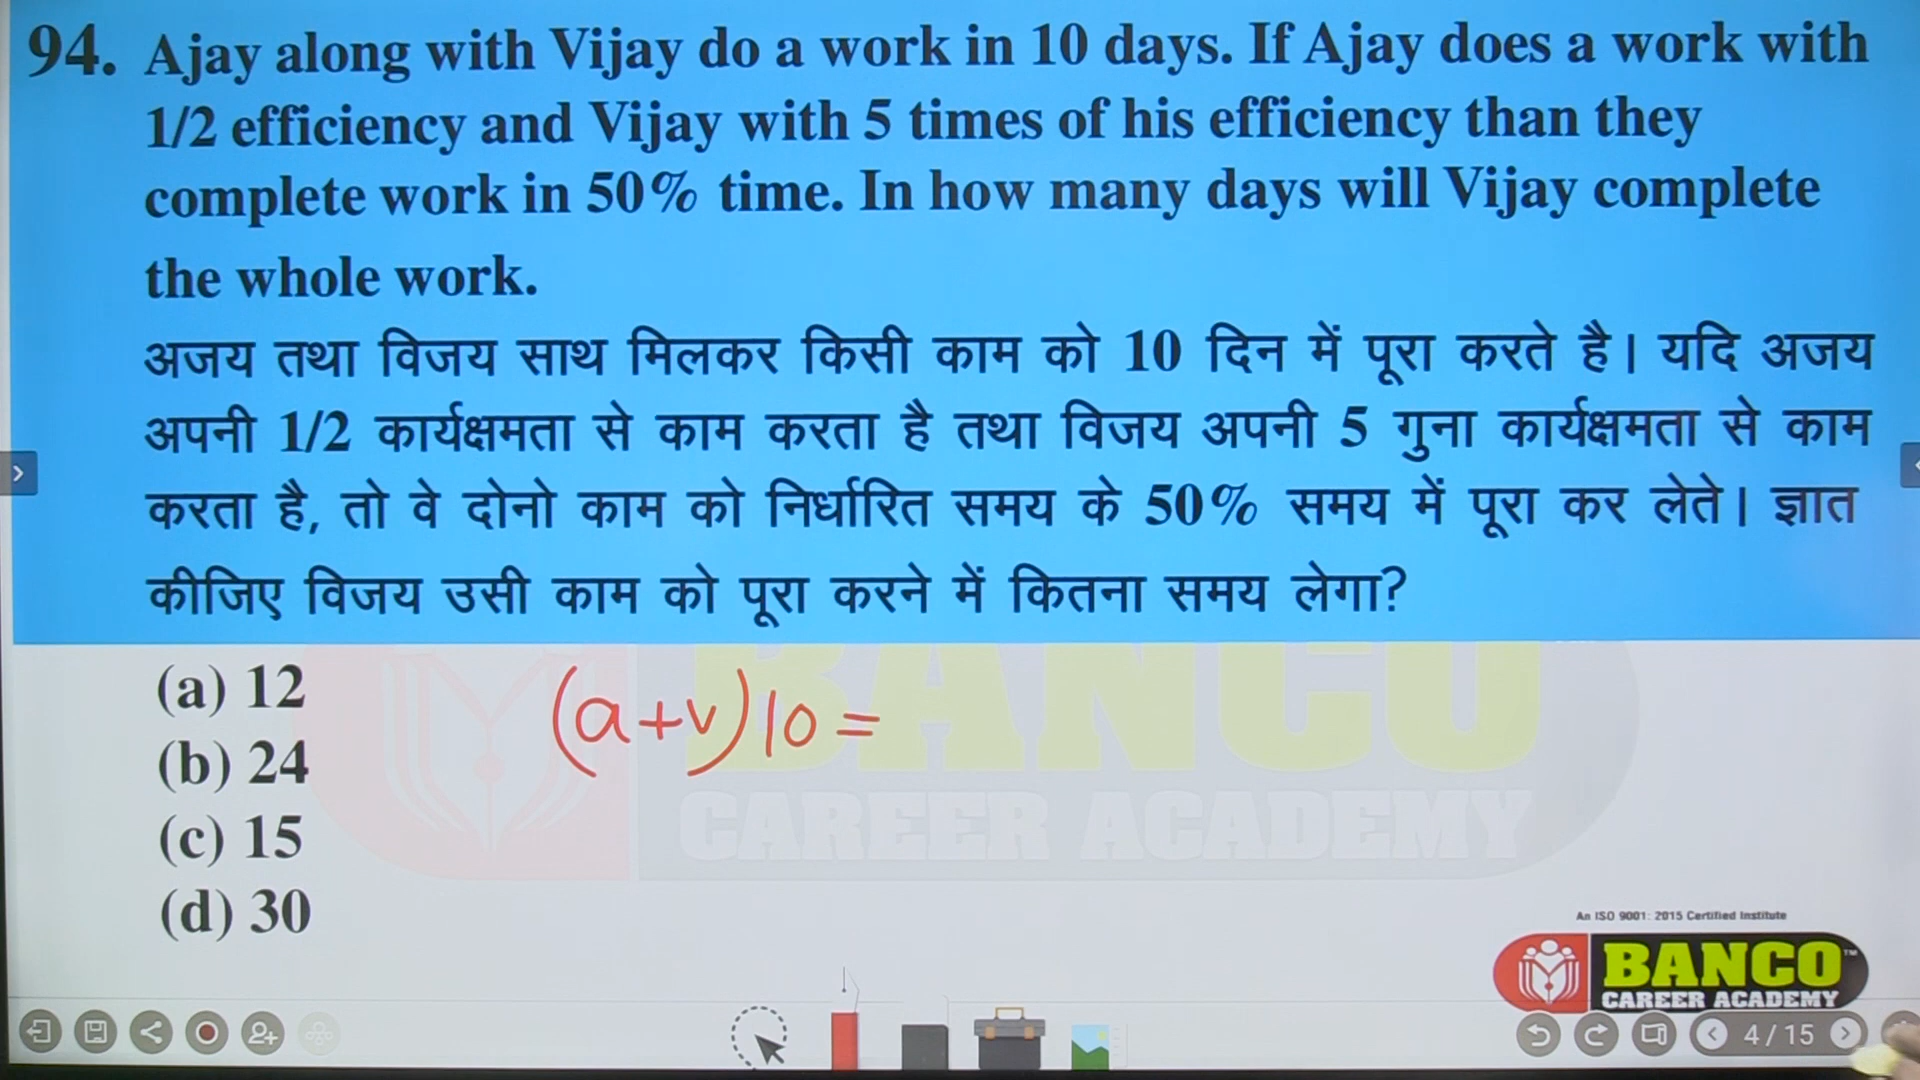 94. Ajay along with Vijay do a work in 10 days. If Ajay does a work with
1/2 efficiency and Vijay with 5 times of his efficiency than they
complete work in 50% time. In how many days will Vijay complete
the whole work.
अजय तथा विजय साथ मिलकर किसी काम को 10 दिन में पूरा करते है। यदि अजय
अपनी 1/2 कार्यक्षमता से काम करता है तथा विजय अपनी 5 गुना कार्यक्षमता से काम
करता है, तो वे दोनो काम को निर्धारित समय के 50% समय में पूरा कर लेते। ज्ञात
कीजिए विजय उसी काम को पूरा करने में कितना समय लेगा?
(a) 12
(b) 24
(c) 15
(d) 30
(a+v)10=
BANCO
CAREER ACADEMY
An ISO 9001: 2015 Certified Institute
BANCO™
CAREER ACADEMY
4/15